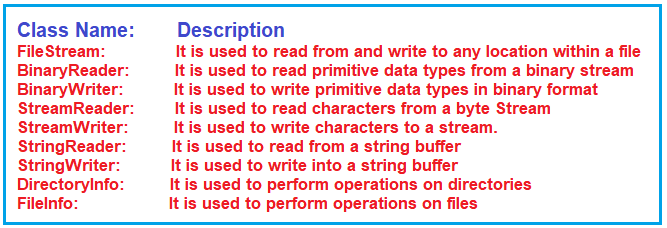 Class Name: Description
FileStream: It is used to read from and write to any location within a file
BinaryReader: It is used to read primitive data types from a binary stream
BinaryWriter: It is used to write primitive data types in binary format
StreamReader: It is used to read characters from a byte Stream
StreamWriter: It is used to write characters to a stream.
StringReader: It is used to read from a string buffer
StringWriter: It is used to write into a string buffer
DirectoryInfo: It is used to perform operations on directories
FileInfo: It is used to perform operations on files